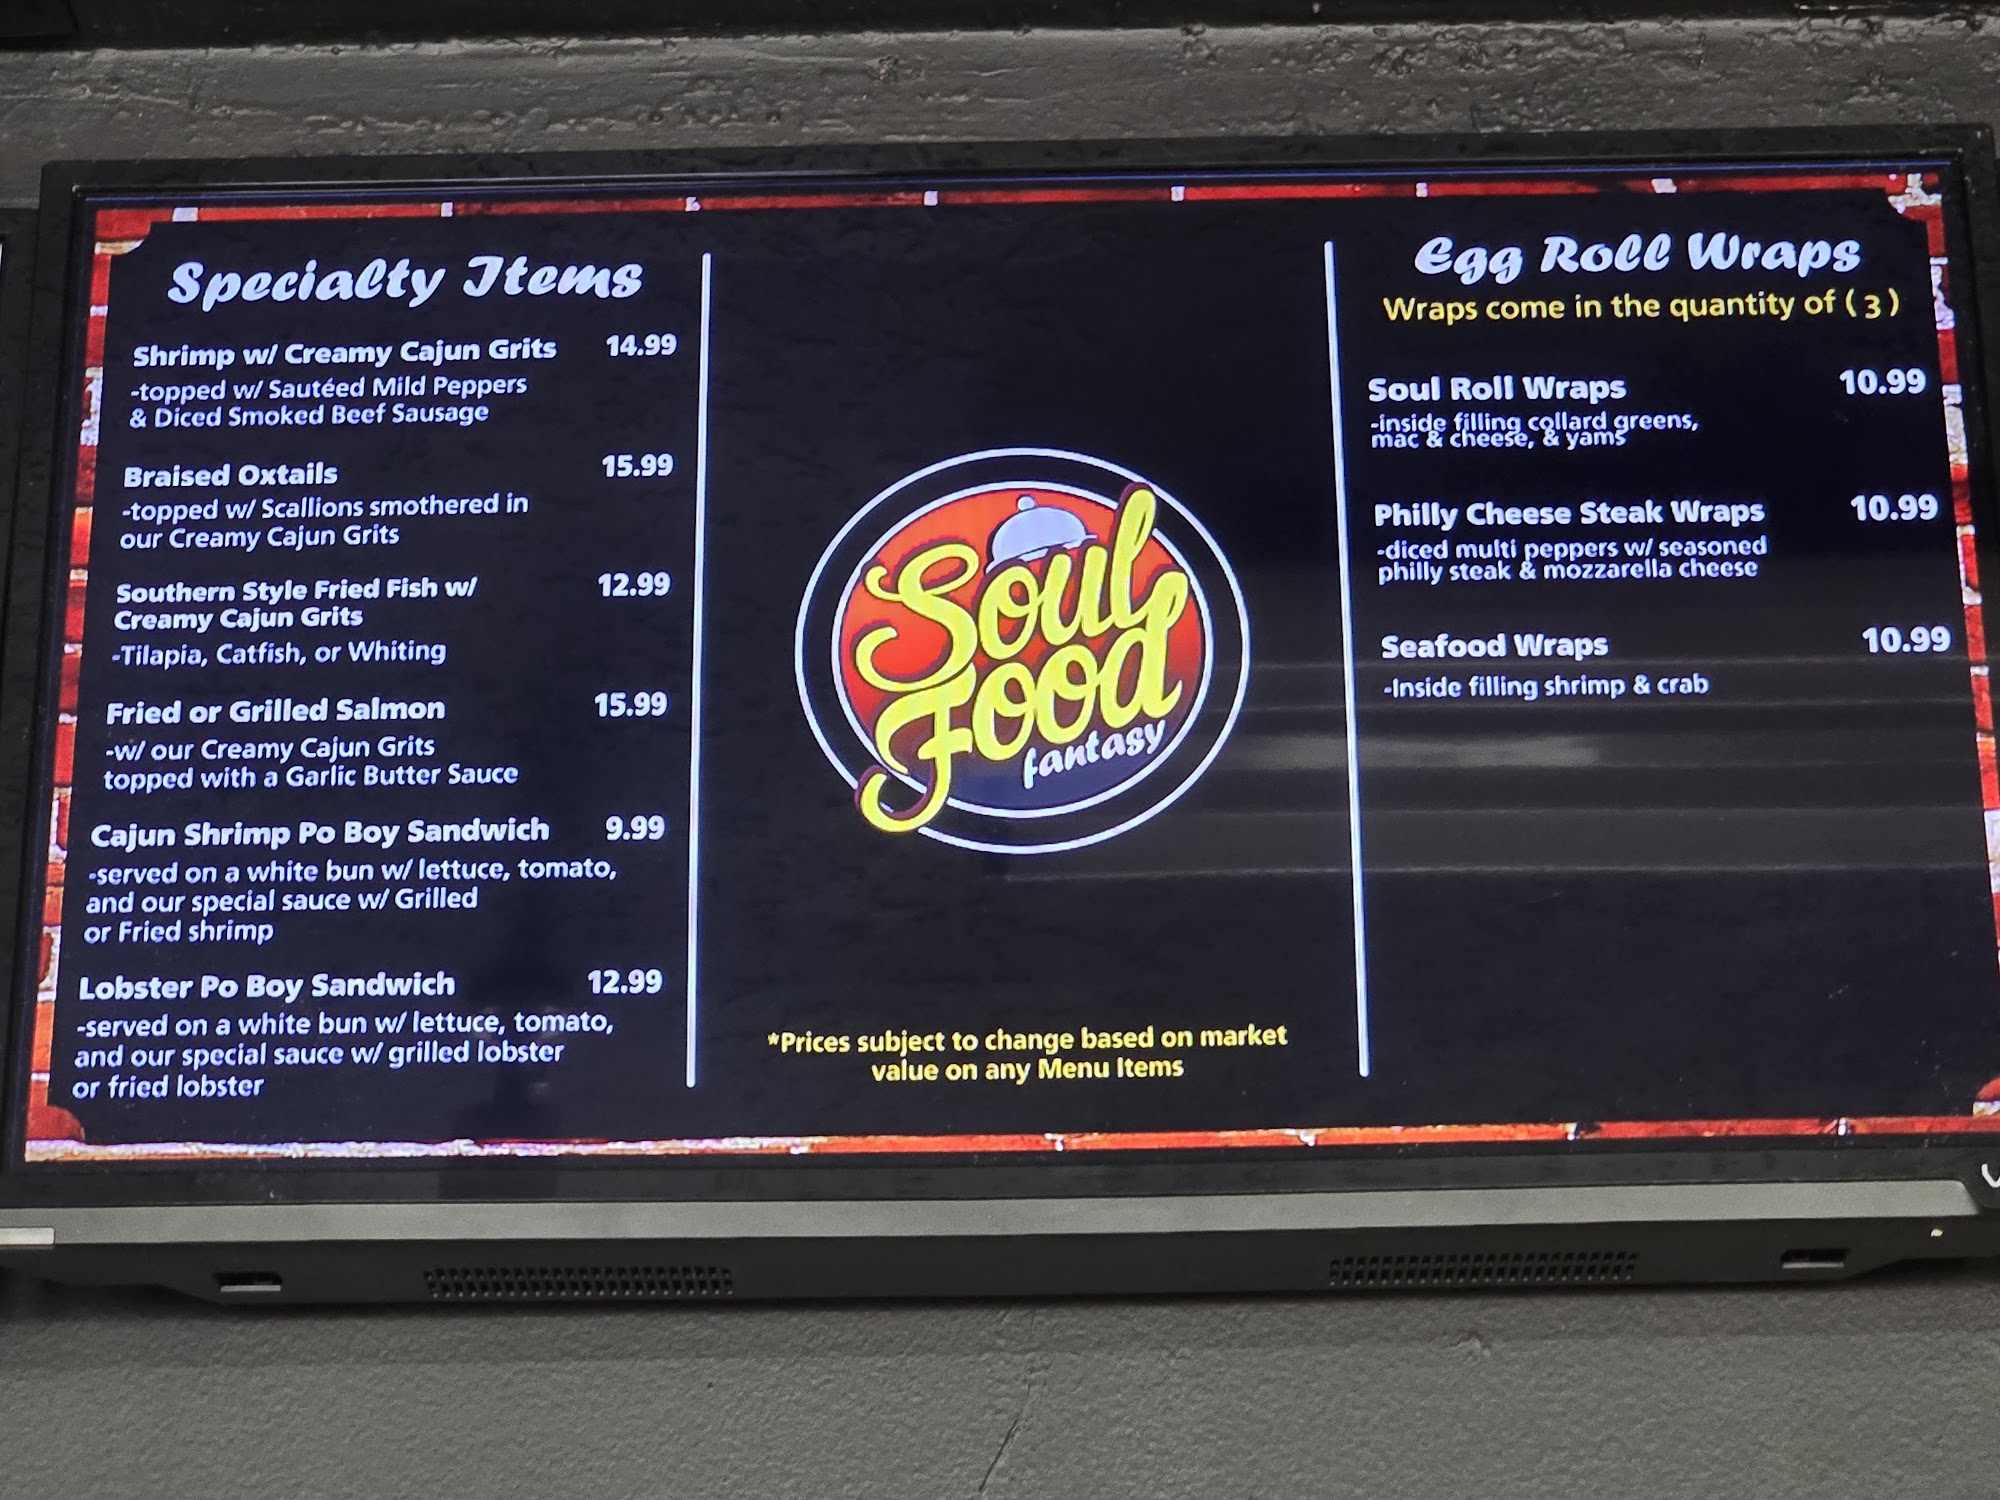 Specialty Items
Shrimp w/ Creamy Cajun Grits 14.99
-topped w/ Sautéed Mild Peppers
& Diced Smoked Beef Sausage
Braised Oxtails 15.99
-topped w/ Scallions smothered in
our Creamy Cajun Grits
Southern Style Fried Fish w/ 12.99
Creamy Cajun Grits
-Tilapia, Catfish, or Whiting
Fried or Grilled Salmon 15.99
-w/ our Creamy Cajun Grits
topped with a Garlic Butter Sauce
Cajun Shrimp Po Boy Sandwich 9.99
-served on a white bun w/ lettuce, tomato,
and our special sauce w/ Grilled
or Fried shrimp
Lobster Po Boy Sandwich 12.99
-served on a white bun w/ lettuce, tomato,
and our special sauce w/ grilled lobster
or fried lobster
Soul
Food
fantasy
*Prices subject to change based on market
value on any Menu Items
Egg Roll Wraps
Wraps come in the quantity of ( 3 )
Soul Roll Wraps 10.99
-inside filling collard greens,
mac & cheese, & yams
Philly Cheese Steak Wraps 10.99
-diced multi peppers w/ seasoned
philly steak & mozzarella cheese
Seafood Wraps 10.99
-Inside filling shrimp & crab